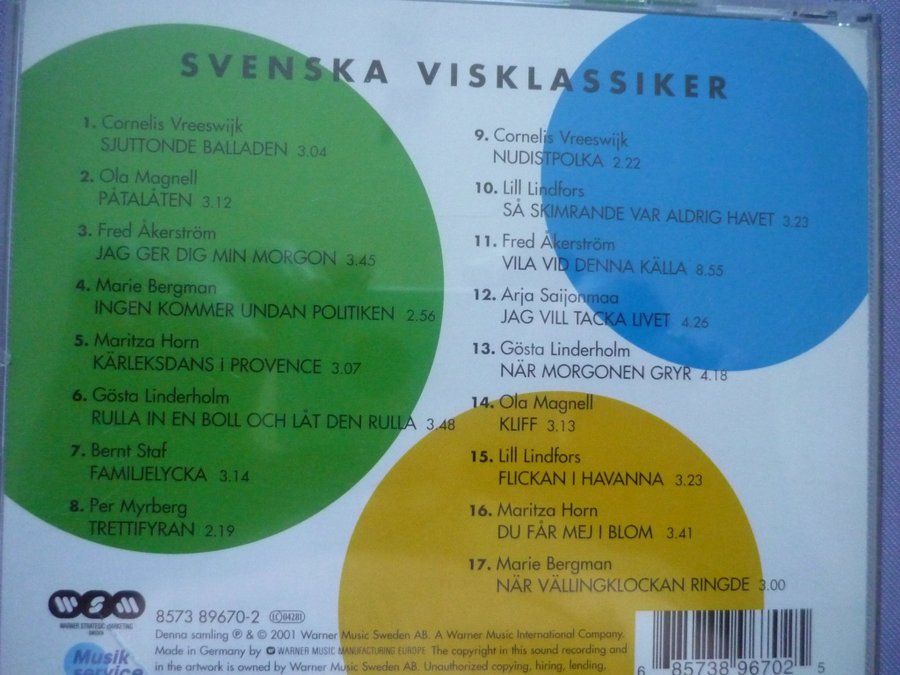 SVENSKA VISKLASSIKER
1. Cornelis Vreeswijk
SJUTTONDE BALLADEN 3.04
2. Ola Magnell
PÅTALÅTEN 3.12
3. Fred Åkerström
JAG GER DIG MIN MORGON 3.45
4. Marie Bergman
INGEN KOMMER UNDAN POLITIKEN 2.56
5. Maritza Horn
KÄRLEKSDANS i PROVENCE 3.07
6. Gösta Linderholm
RULLA IN EN BOLL OCH LÅT DEN RULLA 3.48
7. Bernt Staf
FAMILJELYCKA 3.14
8. Per Myrberg
TRETTIFYRAN 2.19
9. Cornelis Vreeswijk
NUDISTPOLKA 2.22
10. Lill Lindfors
SÅ SKIMRANDE VAR ALDRIG HAVET 3.23
11. Fred Åkerström
VILA VID DENNA KÄLLA 8.55
12. Arja Saijonmaa
JAG VILL TACKA LIVET 4.26
13. Gösta Linderholm
NÄR MORGONEN GRYR 4.18
14. Ola Magnell
KLIFF 3.13
15. Lill Lindfors
FLICKAN I HAVANNA 3.23
16. Maritza Horn
DU FÅR MEJ I BLOM 3.41
17. Marie Bergman
NÄR VÄLLINGKLOCKAN RINGDE 3.00
WSM
WARNER STRATEGIC MARKETING
SWEDEN
8573 89670-2 LC 04281
Denna samling ℗ & © 2001 Warner Music Sweden AB. A Warner Music International Company.
Made in Germany by WARNER MUSIC MANUFACTURING EUROPE. The copyright in this sound recording and
in the artwork is owned by Warner Music Sweden AB. Unauthorized copying, hiring, lending,
Musik
service
6 85738 96702 5